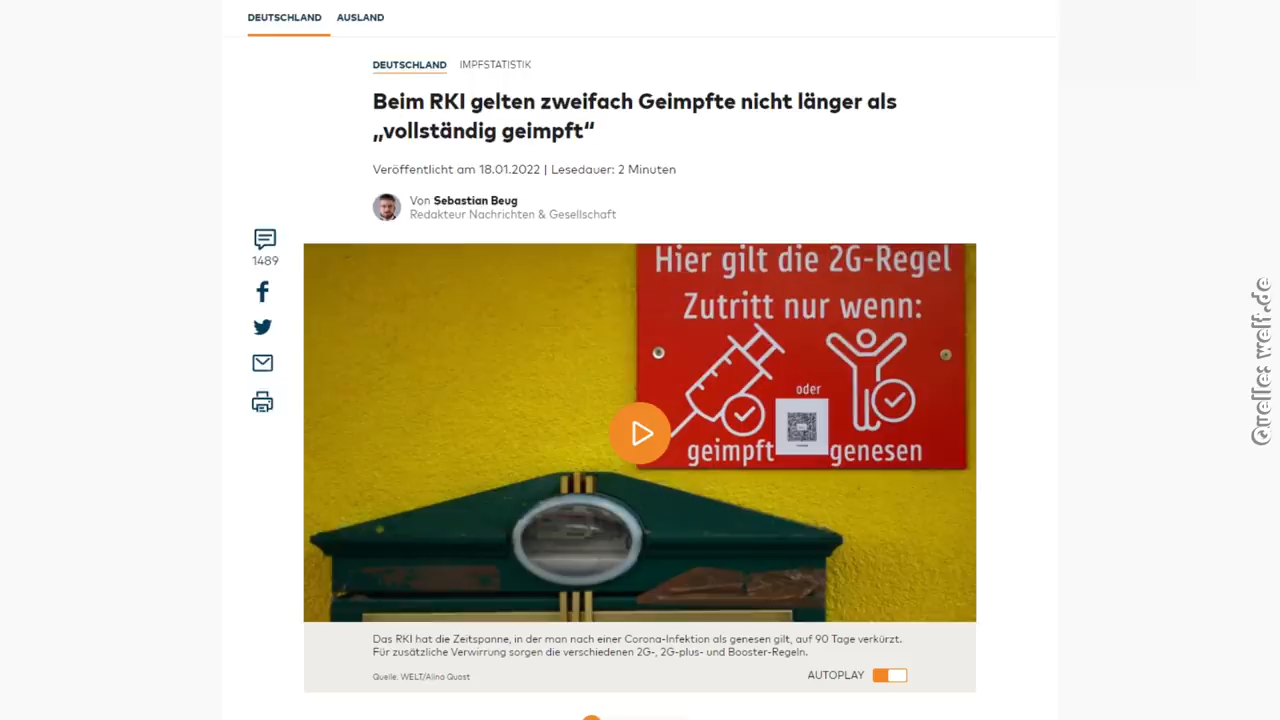 DEUTSCHLAND AUSLAND
DEUTSCHLAND IMPFSTATISTIK
Beim RKI gelten zweifach Geimpfte nicht länger als
„vollständig geimpft“
Veröffentlicht am 18.01.2022 | Lesedauer: 2 Minuten
Von Sebastian Beug
Redakteur Nachrichten & Gesellschaft
1489
Hier gilt die 2G-Regel
Zutritt nur wenn:
oder
geimpft genesen
Das RKI hat die Zeitspanne, in der man nach einer Corona-Infektion als genesen gilt, auf 90 Tage verkürzt.
Für zusätzliche Verwirrung sorgen die verschiedenen 2G-, 2G-plus- und Booster-Regeln.
AUTOPLAY
Quelle: WELT/Alina Quast
Quelle: welt.de